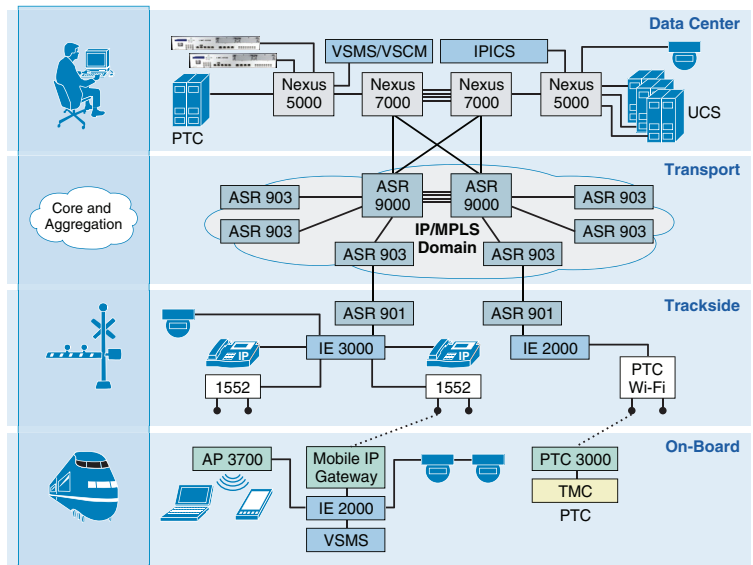 Data Center
VSMS/VSCM
IPICS
Nexus
5000
Nexus
7000
Nexus
7000
Nexus
5000
PTC
UCS
Transport
Core and
Aggregation
ASR 903
ASR
9000
ASR
9000
ASR 903
ASR 903
IP/MPLS
Domain
ASR 903
ASR 903
ASR 903
Trackside
ASR 901
ASR 901
IP
IE 3000
IP
IE 2000
1552
1552
PTC
Wi-Fi
On-Board
AP 3700
Mobile IP
Gateway
PTC 3000
IE 2000
TMC
VSMS
PTC